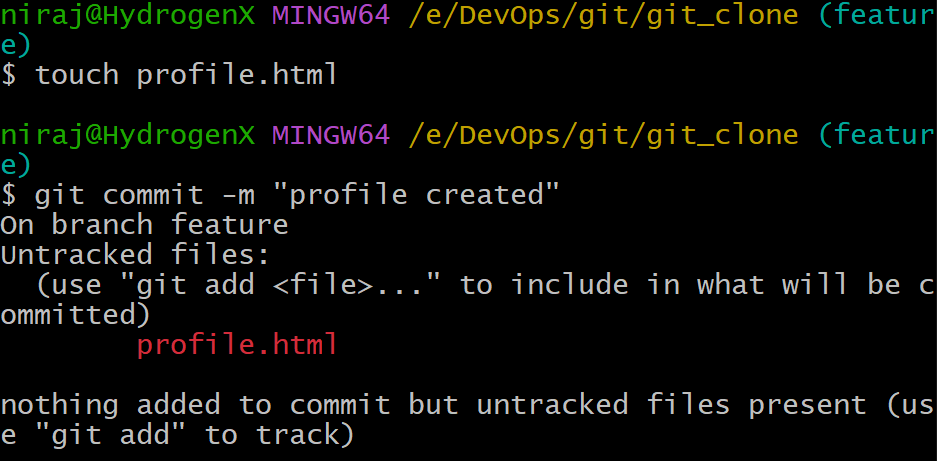 niraj@HydrogenX MINGW64 /e/DevOps/git/git_clone (featur
e)
$ touch profile.html

niraj@HydrogenX MINGW64 /e/DevOps/git/git_clone (featur
e)
$ git commit -m "profile created"
On branch feature
Untracked files:
  (use "git add <file>..." to include in what will be c
ommitted)
        profile.html

nothing added to commit but untracked files present (us
e "git add" to track)